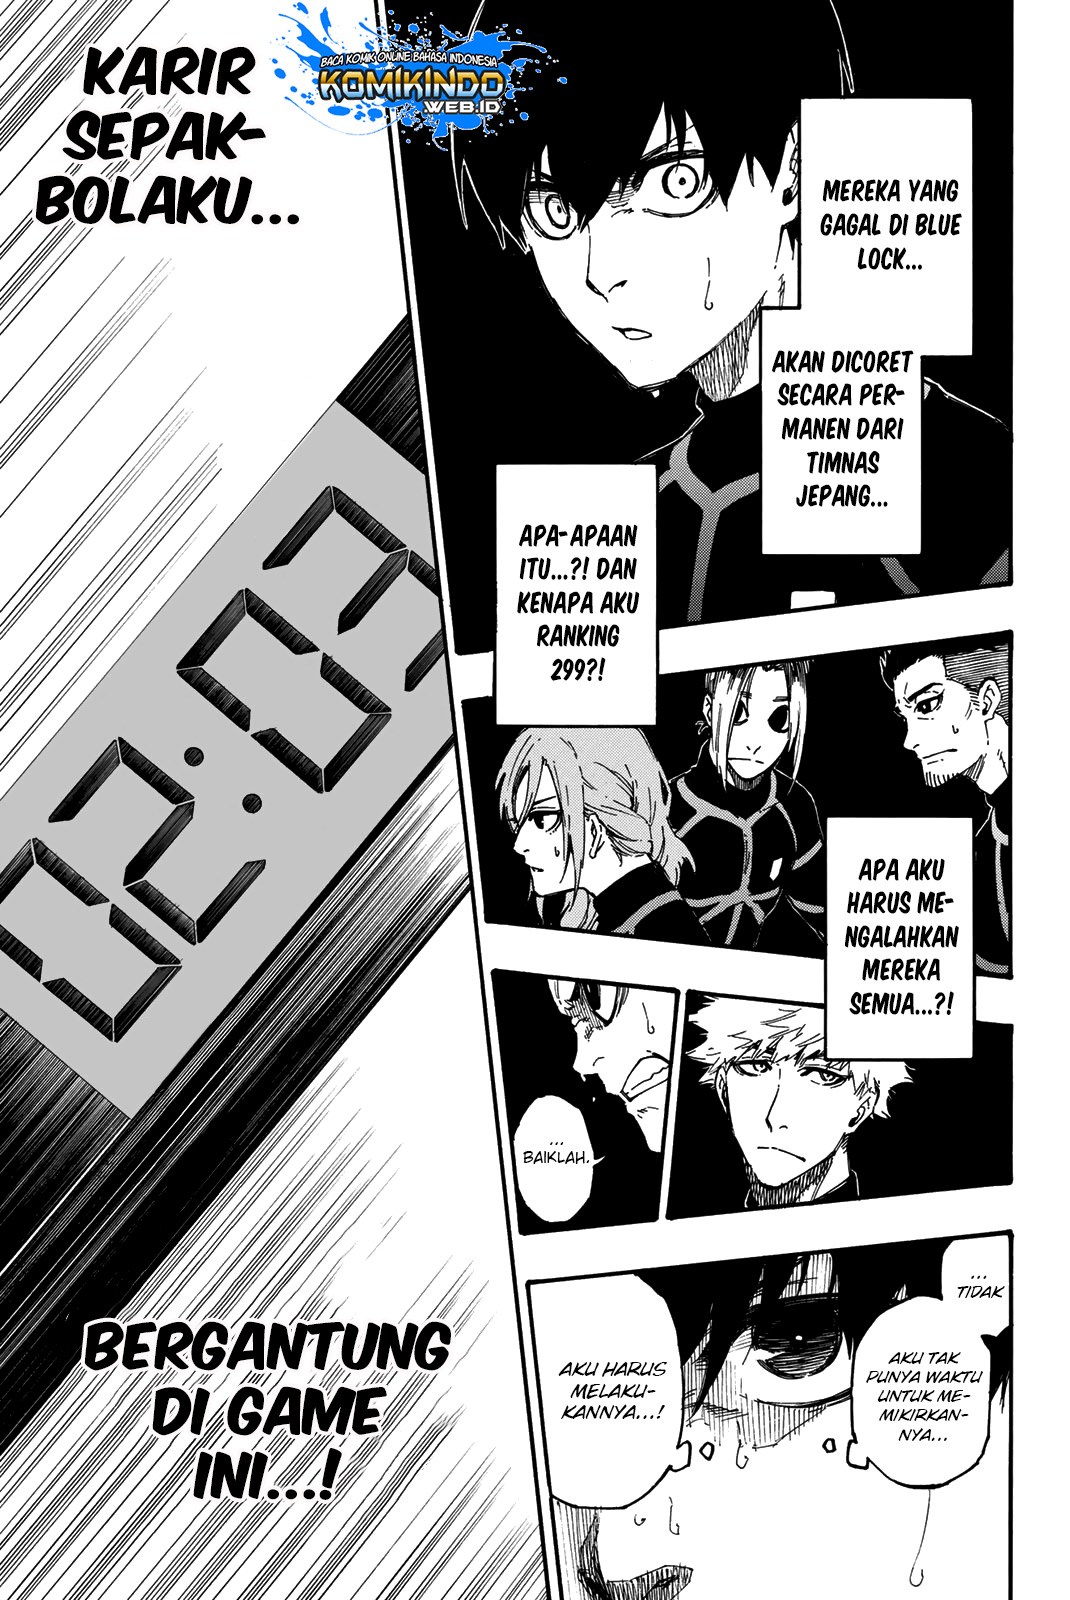 BACA KOMIK ONLINE BAHASA INDONESIA
KOMIKINDO
WEB.ID
MEREKA YANG
GAGAL DI BLUE
LOCK...
AKAN DICORET
SECARA PER-
MANEN DARI
TIMNAS
JEPANG...
APA-APAAN
ITU...?! DAN
KENAPA AKU
RANKING
299?!
APA AKU
HARUS ME-
NGALAHKAN
MEREKA
SEMUA...?!
...
BAIKLAH.
...
TIDAK
AKU TAK
PUNYA WAKTU
UNTUK ME-
MIKIRKAN-
NYA...
AKU HARUS
MELAKU-
KANNYA...!
KARIR
SEPAK-
BOLAKU...
02:03
BERGANTUNG
DI GAME
INI...!